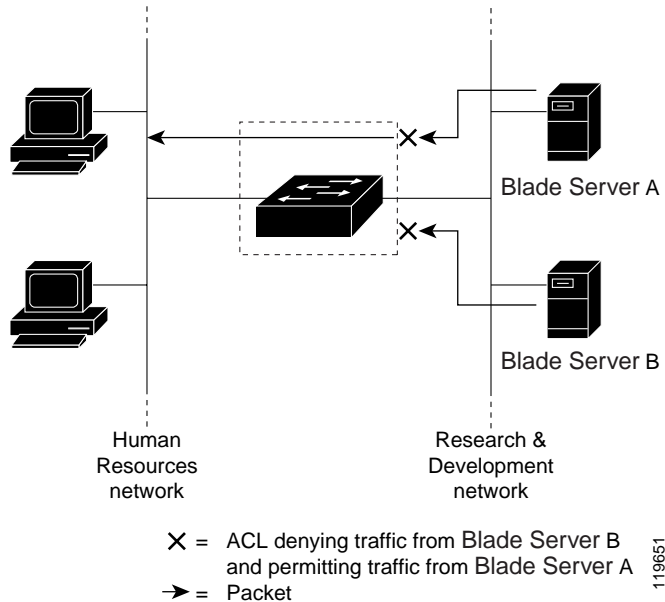 Blade Server A
Blade Server B
Human
Resources
network
Research &
Development
network
X = ACL denying traffic from Blade Server B
and permitting traffic from Blade Server A
→ = Packet
119651